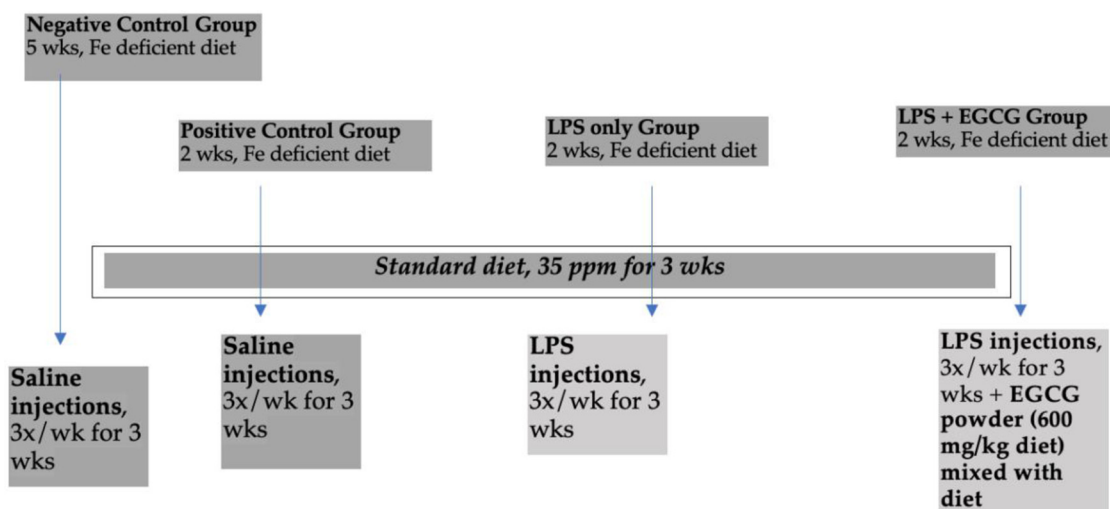 Negative Control Group
5 wks, Fe deficient diet
Positive Control Group
2 wks, Fe deficient diet
LPS only Group
2 wks, Fe deficient diet
LPS + EGCG Group
2 wks, Fe deficient diet
Standard diet, 35 ppm for 3 wks
Saline
injections,
3x/wk for 3
wks
Saline
injections,
3x/wk for 3
wks
LPS
injections,
3x/wk for 3
wks
LPS injections,
3x/wk for 3
wks + EGCG
powder (600
mg/kg diet)
mixed with
diet